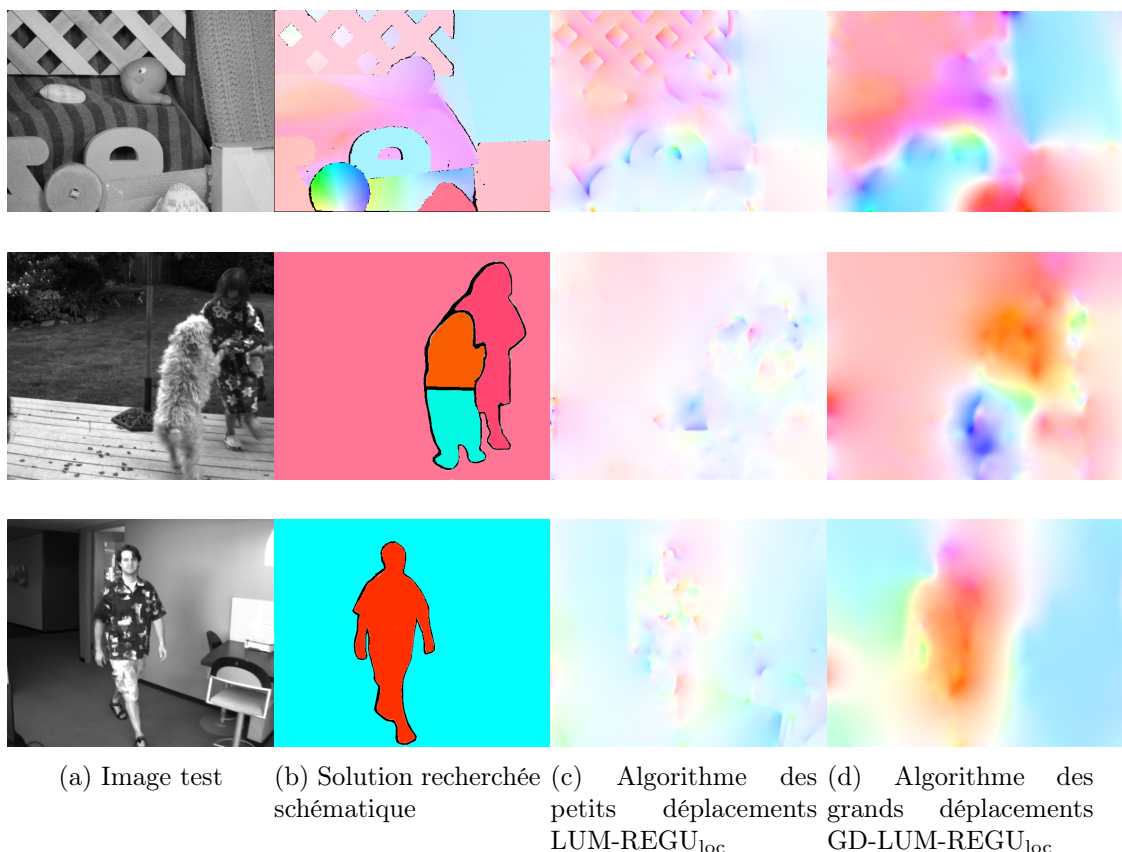 (a) Image test
(b) Solution recherchée
schématique
(c) Algorithme des
petits déplacements
LUM-REGUloc
(d) Algorithme des
grands déplacements
GD-LUM-REGUloc